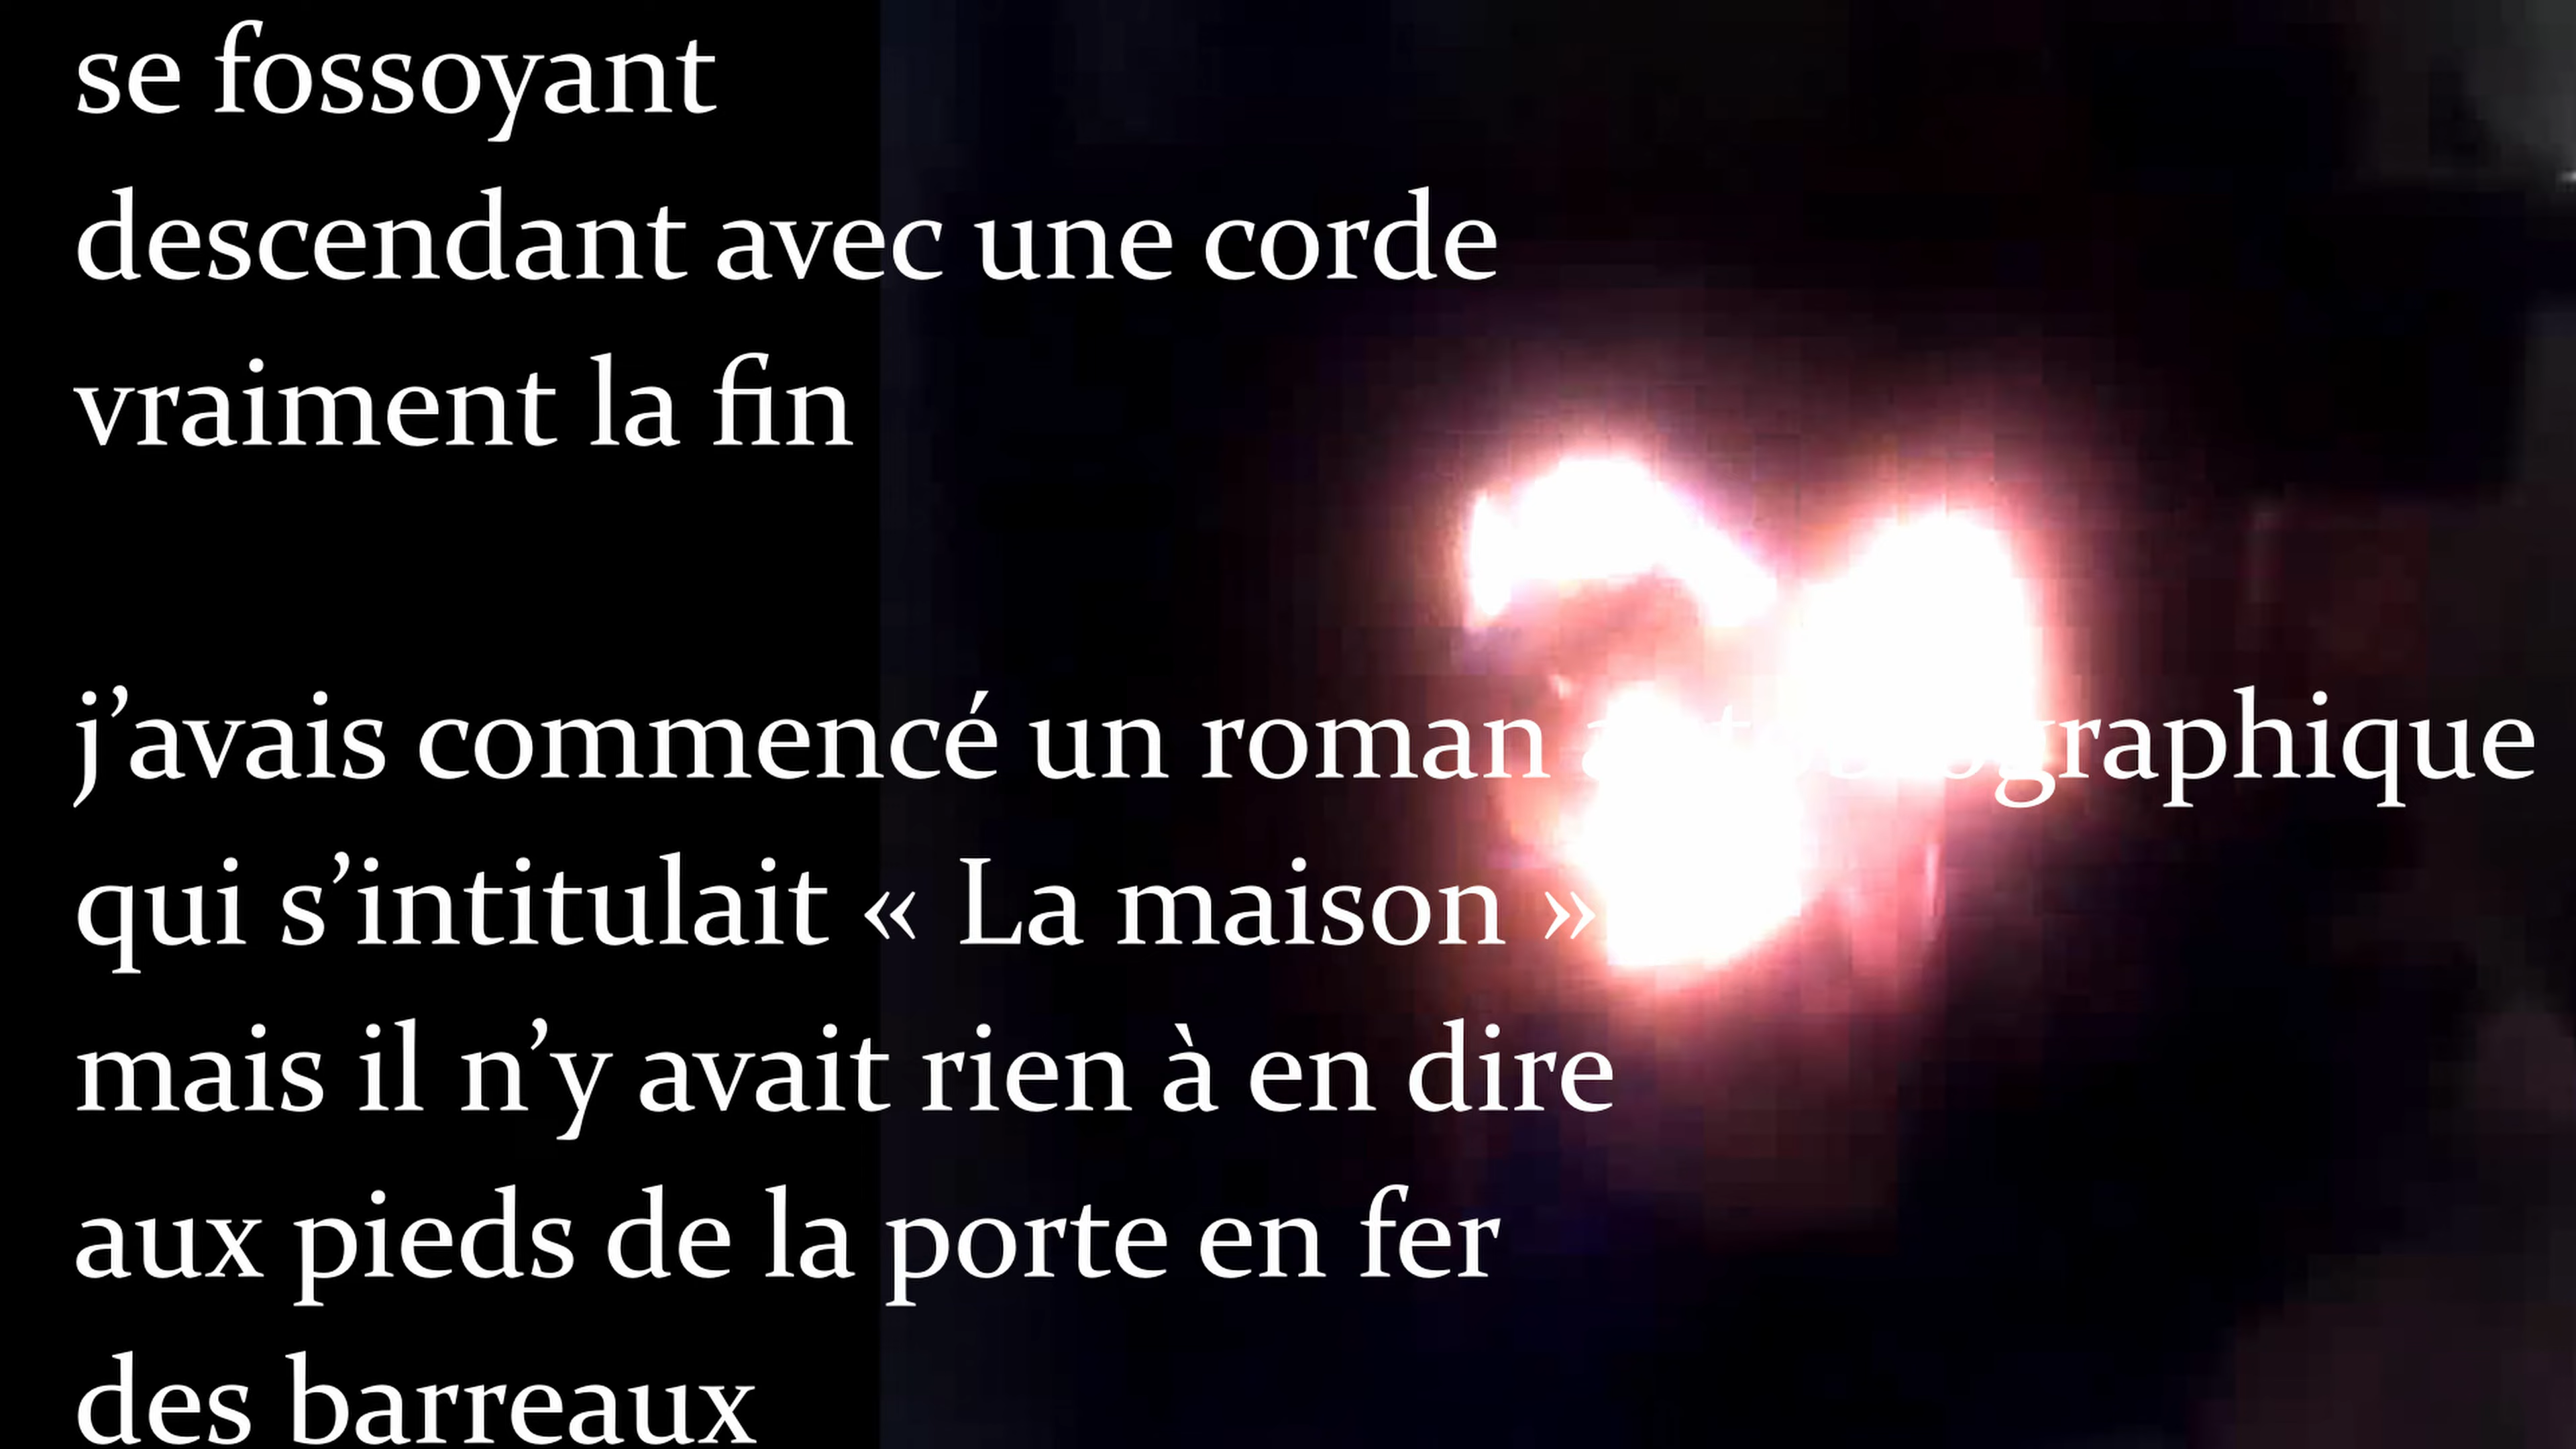 se fossoyant
descendant avec une corde
vraiment la fin
j’avais commencé un roman autobiographique
qui s’intitulait « La maison »
mais il n’y avait rien à en dire
aux pieds de la porte en fer
des barreaux